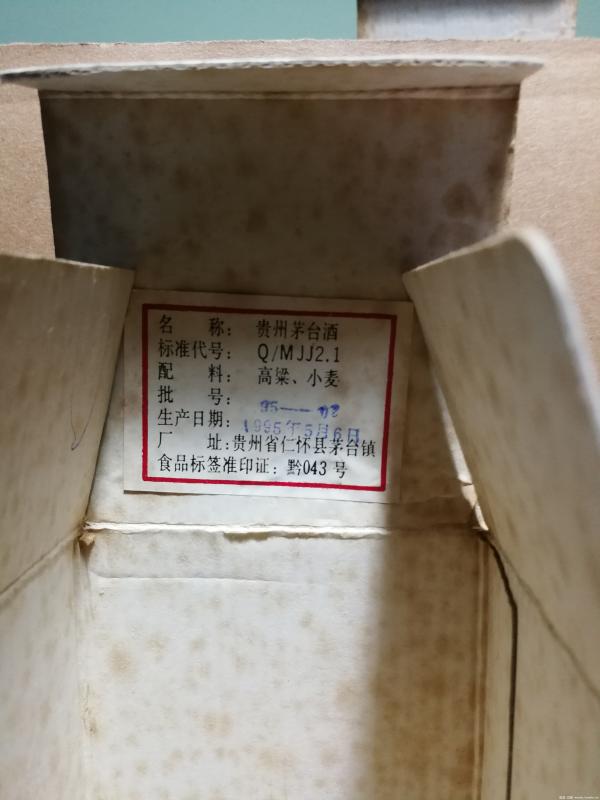 名 称: 贵州茅台酒
标准代号: Q/MJJ2.1
配 料: 高粱、小麦
批 号: 95——02
生产日期: 1995年5月6日
厂 址:贵州省仁怀县茅台镇
食品标签准印证: 黔043号